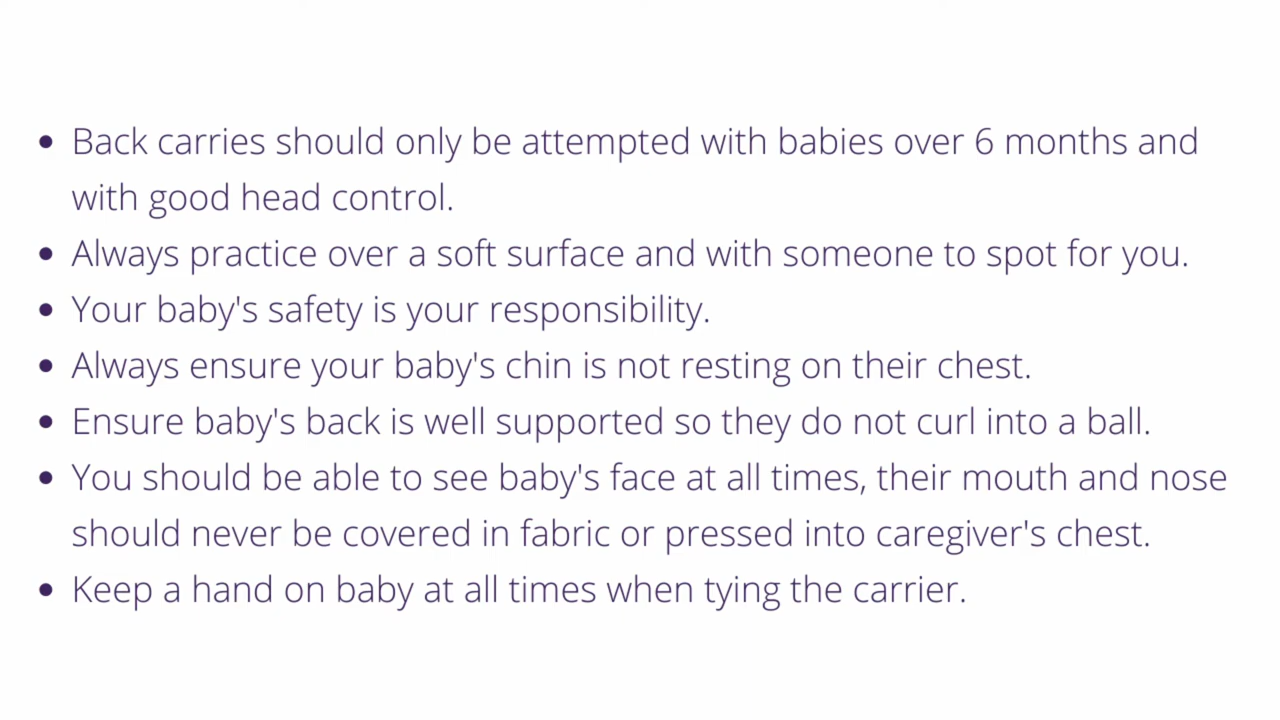 • Back carries should only be attempted with babies over 6 months and
with good head control.
• Always practice over a soft surface and with someone to spot for you.
• Your baby's safety is your responsibility.
• Always ensure your baby's chin is not resting on their chest.
• Ensure baby's back is well supported so they do not curl into a ball.
• You should be able to see baby's face at all times, their mouth and nose
should never be covered in fabric or pressed into caregiver's chest.
• Keep a hand on baby at all times when tying the carrier.